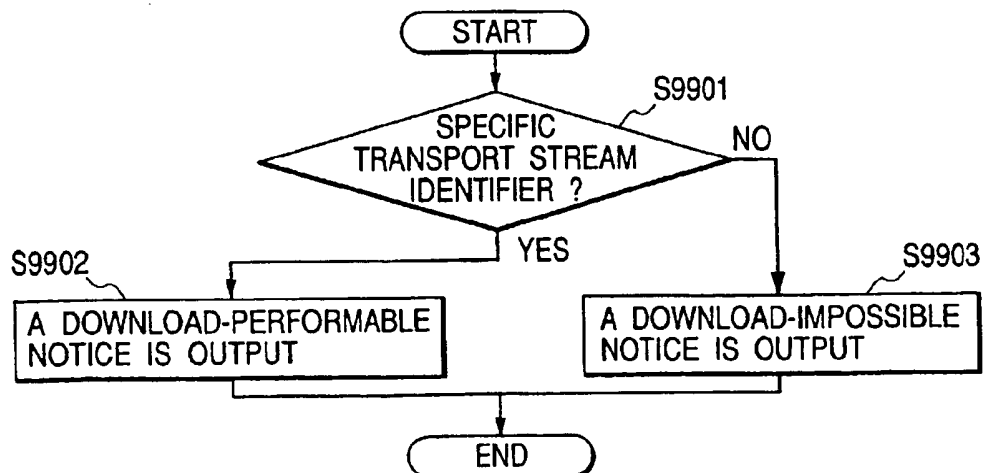 START
S9901
SPECIFIC
TRANSPORT STREAM
IDENTIFIER ?
NO
YES
S9902
A DOWNLOAD-PERFORMABLE
NOTICE IS OUTPUT
S9903
A DOWNLOAD-IMPOSSIBLE
NOTICE IS OUTPUT
END